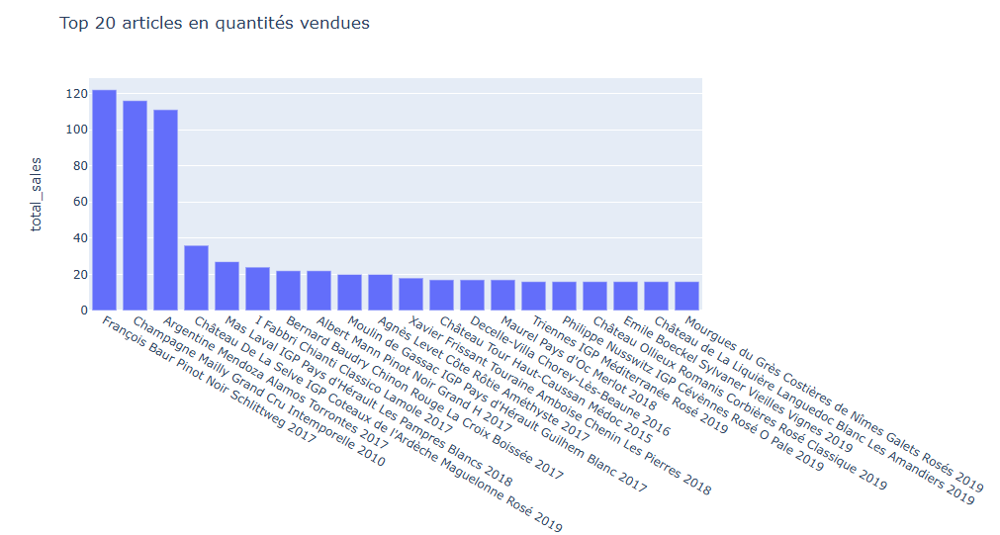 Top 20 articles en quantités vendues
total_sales
120
100
80
60
40
20
0
François Baur Pinot Noir Schlittweg 2017
Champagne Mailly Grand Cru Intemporelle 2010
Argentine Mendoza Alamos Torrontes 2017
Château De La Selve IGP Coteaux de l'Ardèche Maguelonne Rosé 2019
Mas Laval IGP Pays d'Hérault Les Pampres Blancs 2018
I Fabbri Chianti Classico Lamole 2017
Bernard Baudry Chinon Rouge La Croix Boissée 2017
Albert Mann Pinot Noir Grand H 2017
Moulin de Gassac IGP Pays d'Hérault Guilhem Blanc 2017
Agnès Levet Côte Rôtie Améthyste 2017
Xavier Frissant Touraine Amboise Chenin Les Pierres 2018
Château Tour Haut-Caussan Médoc 2015
Decelle-Villa Chorey-Lès-Beaune 2016
Maurel Pays d'Oc Merlot 2018
Triennes IGP Méditerranée Rosé 2019
Philippe Nusswitz IGP Cévennes Rosé O Pale 2019
Château Ollieux Romanis Corbières Rosé Classique 2019
Emile Boeckel Sylvaner Vieilles Vignes 2019
Château de La Liquière Languedoc Blanc Les Amandiers 2019
Mourgues du Grès Costières de Nîmes Galets Rosés 2019